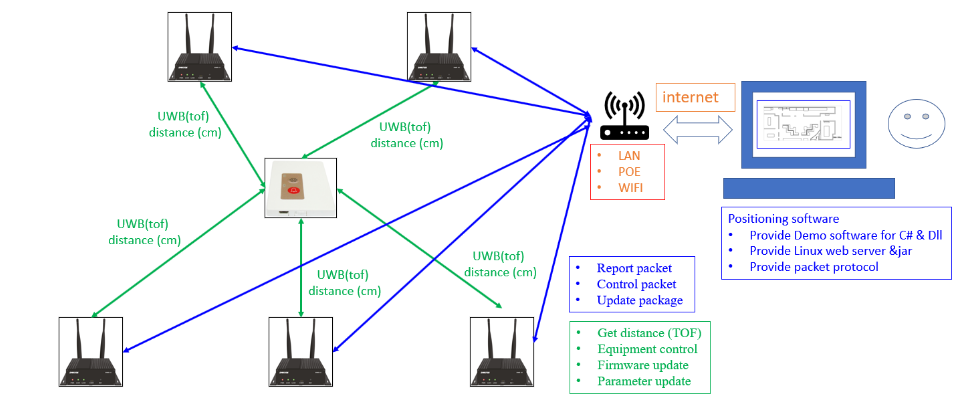 UWB(tof)
distance (cm)
UWB(tof)
distance (cm)
UWB(tof)
distance (cm)
UWB(tof)
distance (cm)
UWB(tof)
distance (cm)
internet
• LAN
• POE
• WIFI
Positioning software
• Provide Demo software for C# & Dll
• Provide Linux web server &jar
• Provide packet protocol
• Report packet
• Control packet
• Update package
• Get distance (TOF)
• Equipment control
• Firmware update
• Parameter update